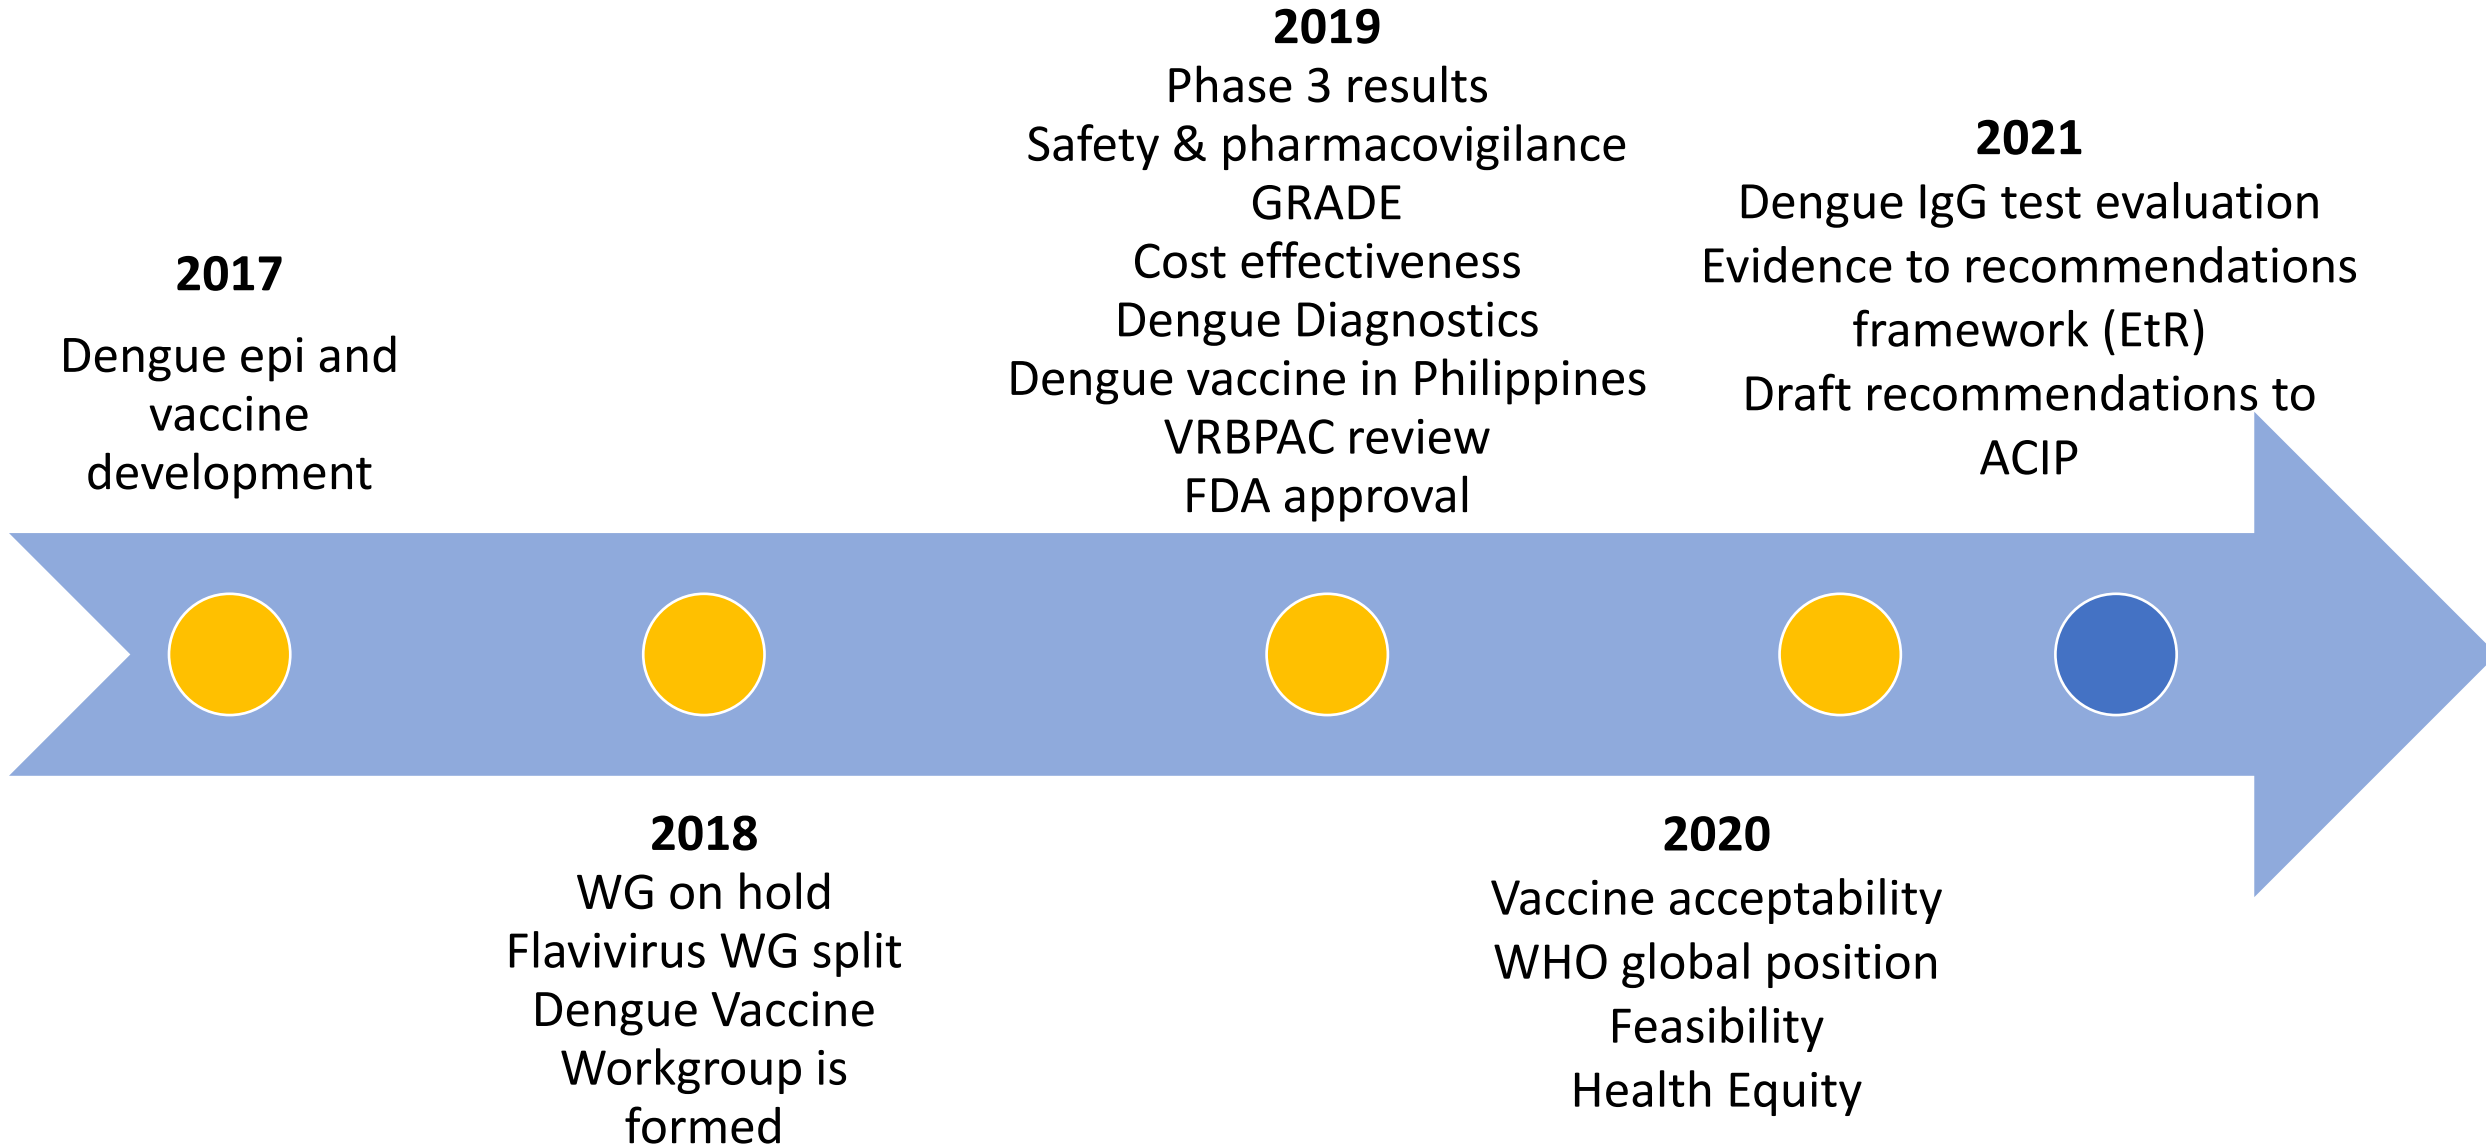 2017
Dengue epi and
vaccine
development
2018
WG on hold
Flavivirus WG split
Dengue Vaccine
Workgroup is
formed
2019
Phase 3 results
Safety & pharmacovigilance
GRADE
Cost effectiveness
Dengue Diagnostics
Dengue vaccine in Philippines
VRBPAC review
FDA approval
2020
Vaccine acceptability
WHO global position
Feasibility
Health Equity
2021
Dengue IgG test evaluation
Evidence to recommendations
framework (EtR)
Draft recommendations to
ACIP